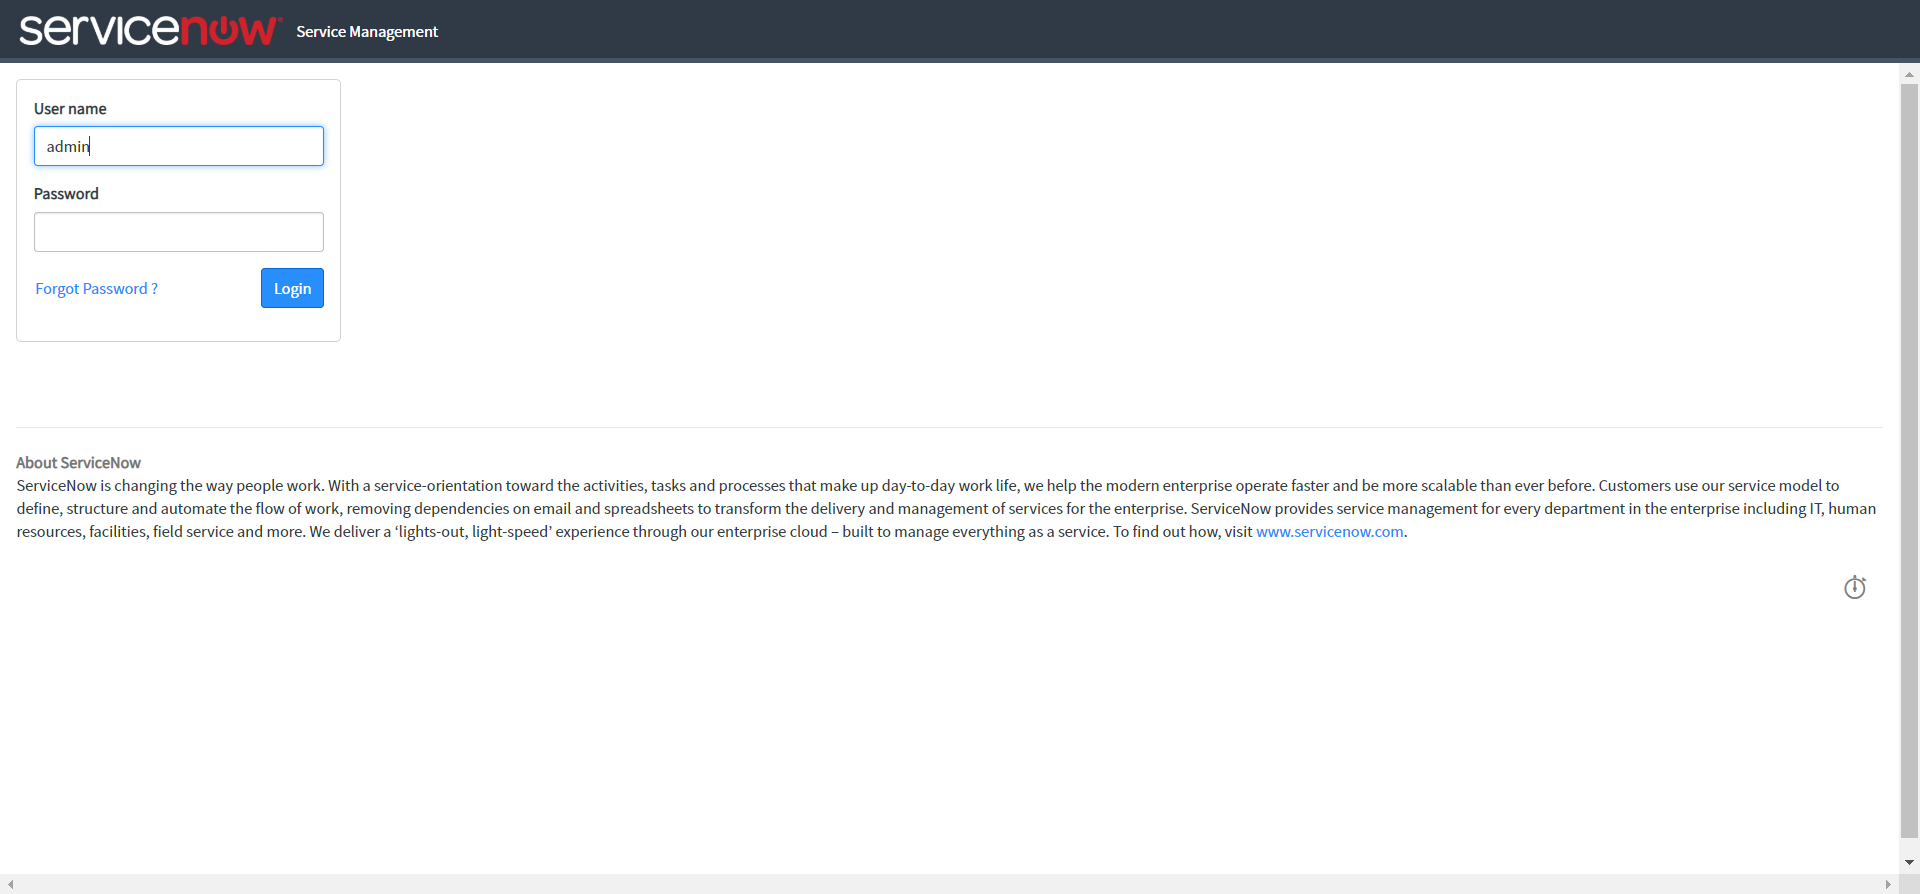 servicenow Service Management
User name
admin
Password
Forgot Password ?
Login
About ServiceNow
ServiceNow is changing the way people work. With a service-orientation toward the activities, tasks and processes that make up day-to-day work life, we help the modern enterprise operate faster and be more scalable than ever before. Customers use our service model to
define, structure and automate the flow of work, removing dependencies on email and spreadsheets to transform the delivery and management of services for the enterprise. ServiceNow provides service management for every department in the enterprise including IT, human
resources, facilities, field service and more. We deliver a ‘lights-out, light-speed’ experience through our enterprise cloud – built to manage everything as a service. To find out how, visit www.servicenow.com.